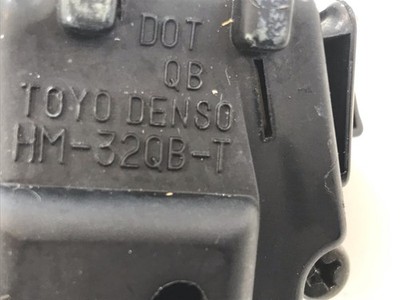 DOT
QB
TOYO DENSO
HM-32QB-T